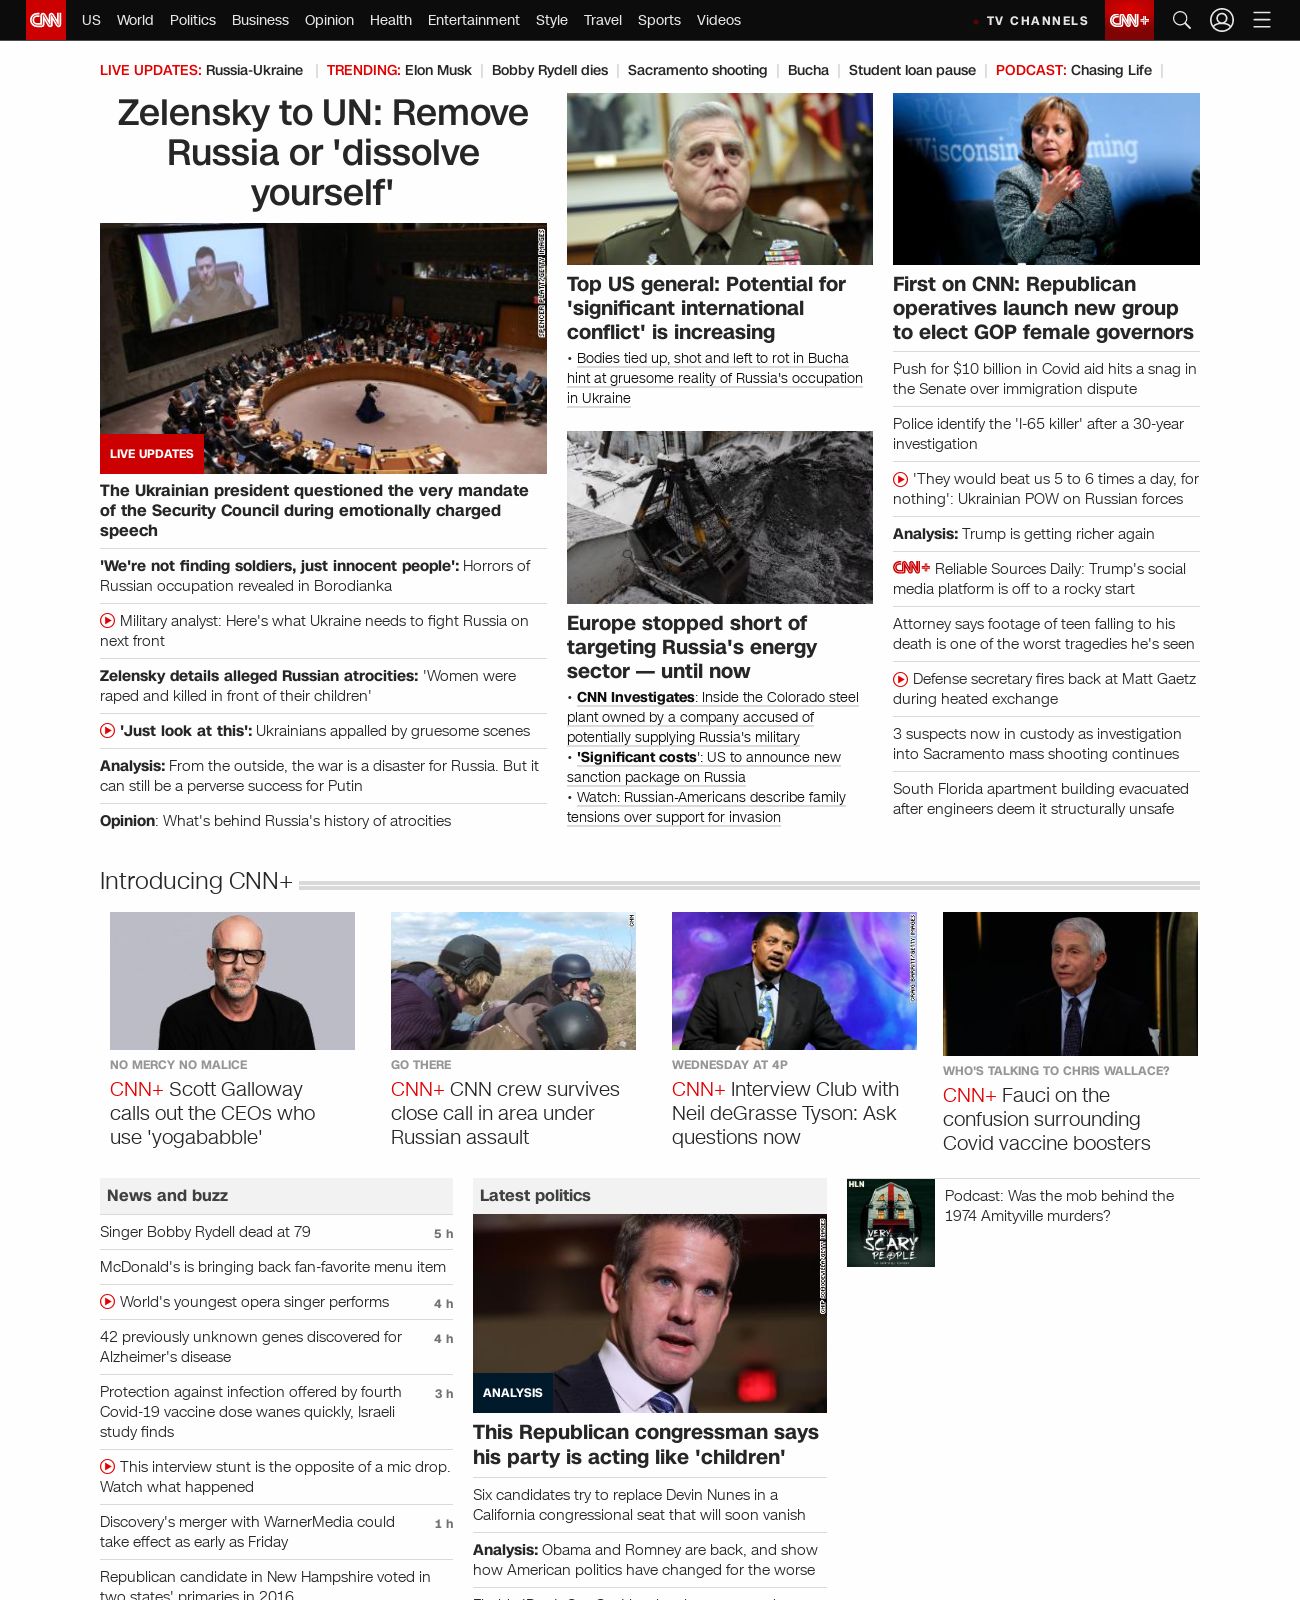 CNN US World Politics Business Opinion Health Entertainment Style Travel Sports Videos TV CHANNELS CNN+
LIVE UPDATES: Russia-Ukraine TRENDING: Elon Musk Bobby Rydell dies Sacramento shooting Bucha Student loan pause PODCAST: Chasing Life
Zelensky to UN: Remove
Russia or 'dissolve
yourself'
SPENCER PLATT/GETTY IMAGES
LIVE UPDATES
The Ukrainian president questioned the very mandate
of the Security Council during emotionally charged
speech
'We're not finding soldiers, just innocent people': Horrors of
Russian occupation revealed in Borodianka
Military analyst: Here's what Ukraine needs to fight Russia on
next front
Zelensky details alleged Russian atrocities: 'Women were
raped and killed in front of their children'
'Just look at this': Ukrainians appalled by gruesome scenes
Analysis: From the outside, the war is a disaster for Russia. But it
can still be a perverse success for Putin
Opinion: What's behind Russia's history of atrocities
Top US general: Potential for
'significant international
conflict' is increasing
• Bodies tied up, shot and left to rot in Bucha
hint at gruesome reality of Russia's occupation
in Ukraine
Europe stopped short of
targeting Russia's energy
sector — until now
• CNN Investigates: Inside the Colorado steel
plant owned by a company accused of
potentially supplying Russia's military
• 'Significant costs': US to announce new
sanction package on Russia
• Watch: Russian-Americans describe family
tensions over support for invasion
RGA
Wisconsin
First on CNN: Republican
operatives launch new group
to elect GOP female governors
Push for $10 billion in Covid aid hits a snag in
the Senate over immigration dispute
Police identify the 'I-65 killer' after a 30-year
investigation
'They would beat us 5 to 6 times a day, for
nothing': Ukrainian POW on Russian forces
Analysis: Trump is getting richer again
CNN+ Reliable Sources Daily: Trump's social
media platform is off to a rocky start
Attorney says footage of teen falling to his
death is one of the worst tragedies he's seen
Defense secretary fires back at Matt Gaetz
during heated exchange
3 suspects now in custody as investigation
into Sacramento mass shooting continues
South Florida apartment building evacuated
after engineers deem it structurally unsafe
Introducing CNN+
NO MERCY NO MALICE
CNN+ Scott Galloway
calls out the CEOs who
use 'yogababble'
CNN
GO THERE
CNN+ CNN crew survives
close call in area under
Russian assault
CRAIG BARRITT/GETTY IMAGES
WEDNESDAY AT 4P
CNN+ Interview Club with
Neil deGrasse Tyson: Ask
questions now
WHO'S TALKING TO CHRIS WALLACE?
CNN+ Fauci on the
confusion surrounding
Covid vaccine boosters
News and buzz
Singer Bobby Rydell dead at 79 5 h
McDonald's is bringing back fan-favorite menu item
World's youngest opera singer performs 4 h
42 previously unknown genes discovered for 4 h
Alzheimer's disease
Protection against infection offered by fourth 3 h
Covid-19 vaccine dose wanes quickly, Israeli
study finds
This interview stunt is the opposite of a mic drop.
Watch what happened
Discovery's merger with WarnerMedia could 1 h
take effect as early as Friday
Republican candidate in New Hampshire voted in
two states' primaries in 2016
Latest politics
CHIP SOMODEVILLA/GETTY IMAGES
ANALYSIS
This Republican congressman says
his party is acting like 'children'
Six candidates try to replace Devin Nunes in a
California congressional seat that will soon vanish
Analysis: Obama and Romney are back, and show
how American politics have changed for the worse
HLN
VERY
SCARY
PEOPLE
Podcast: Was the mob behind the
1974 Amityville murders?